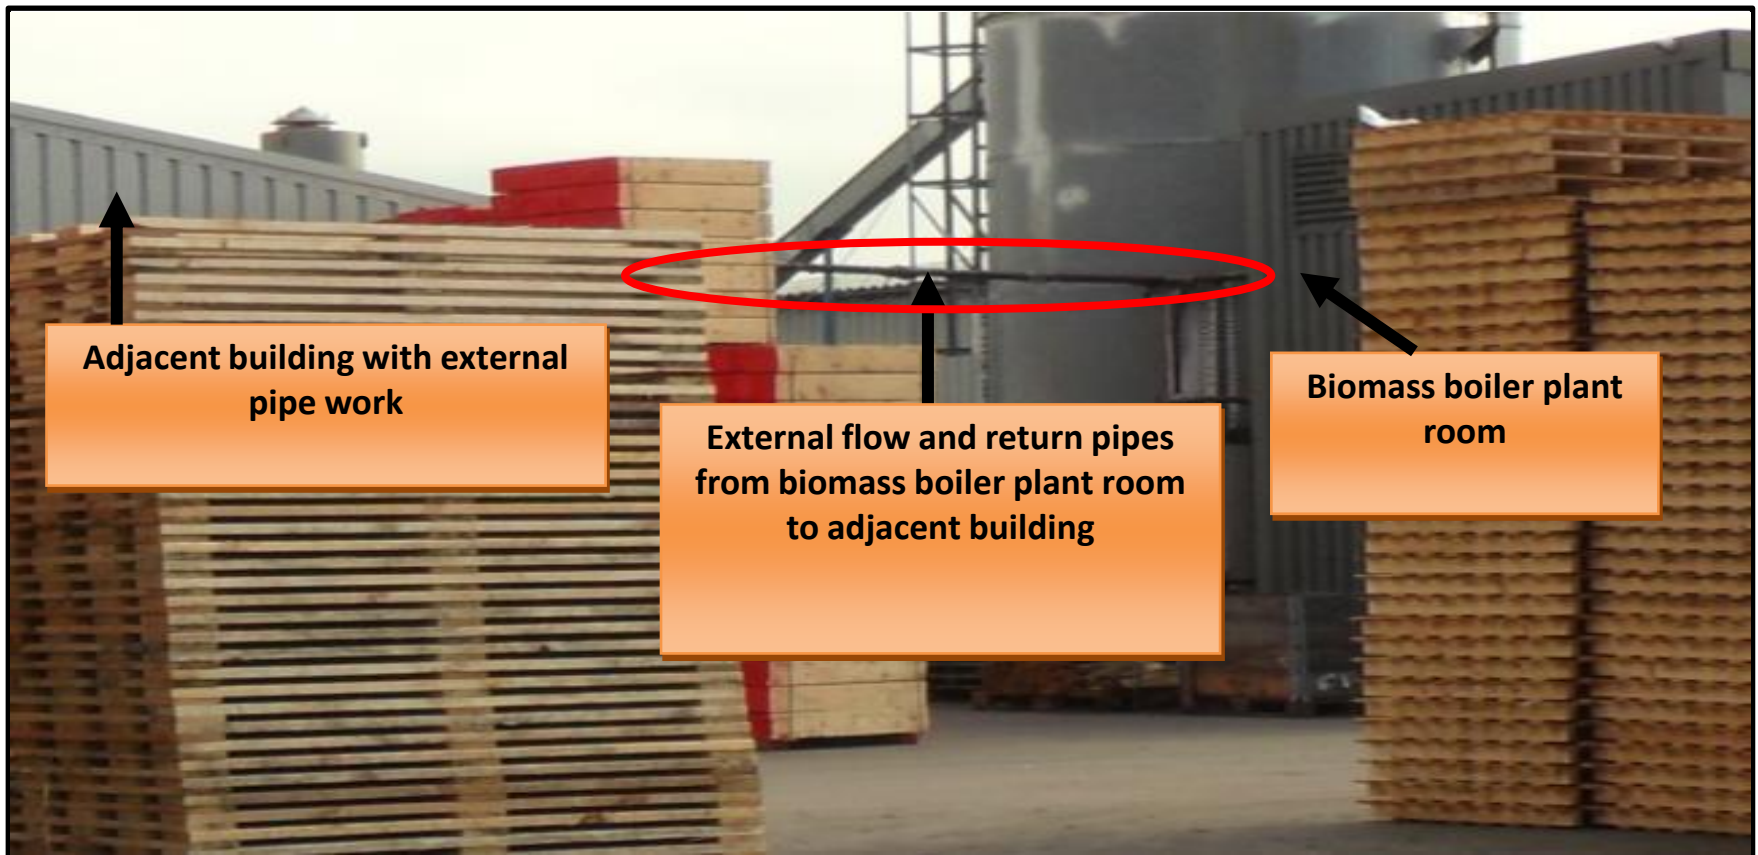 Adjacent building with external
pipe work
External flow and return pipes
from biomass boiler plant room
to adjacent building
Biomass boiler plant
room